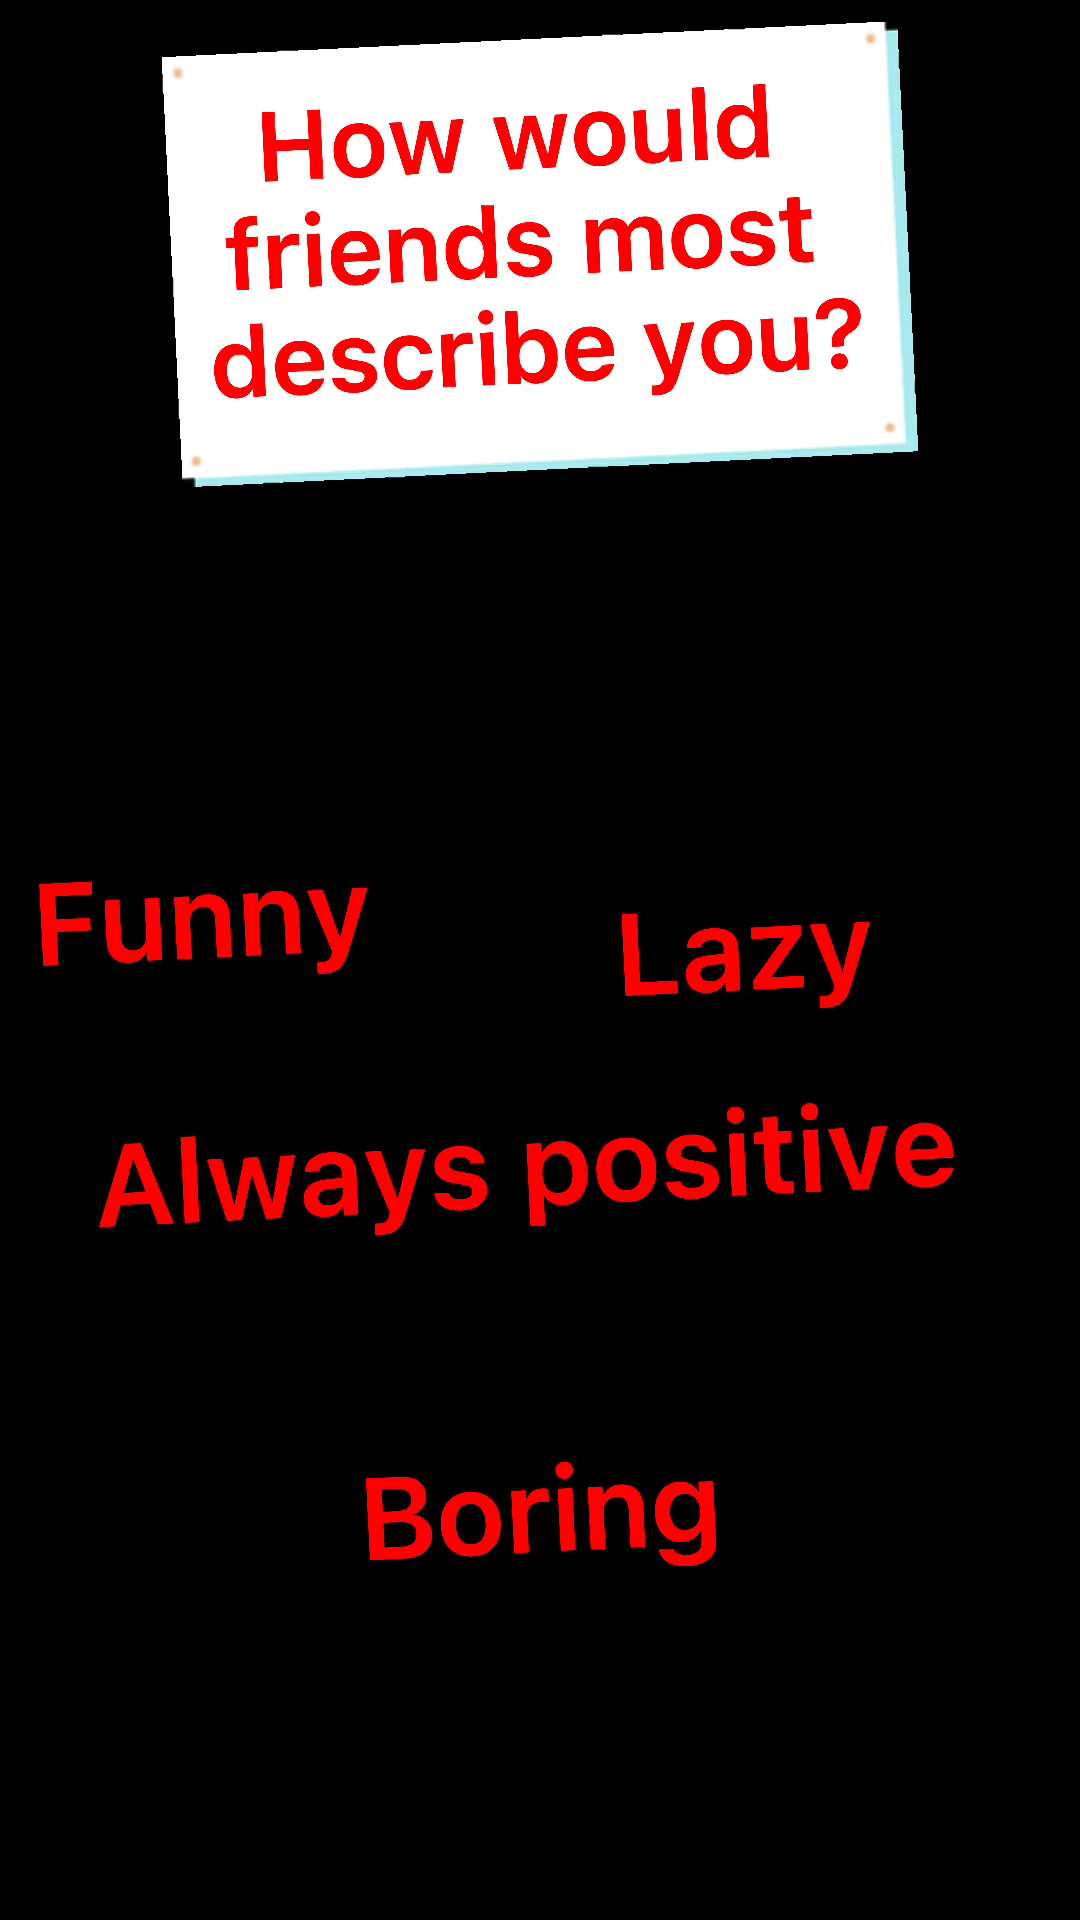 How would
friends most
describe you?
Funny
Lazy
Always positive
Boring